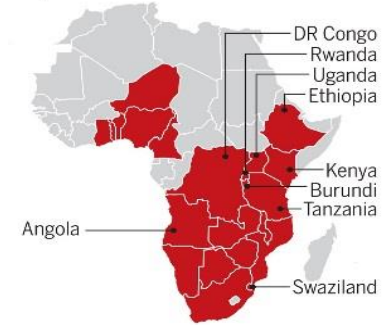 DR Congo
Rwanda
Uganda
Ethiopia
Kenya
Burundi
Tanzania
Angola
Swaziland